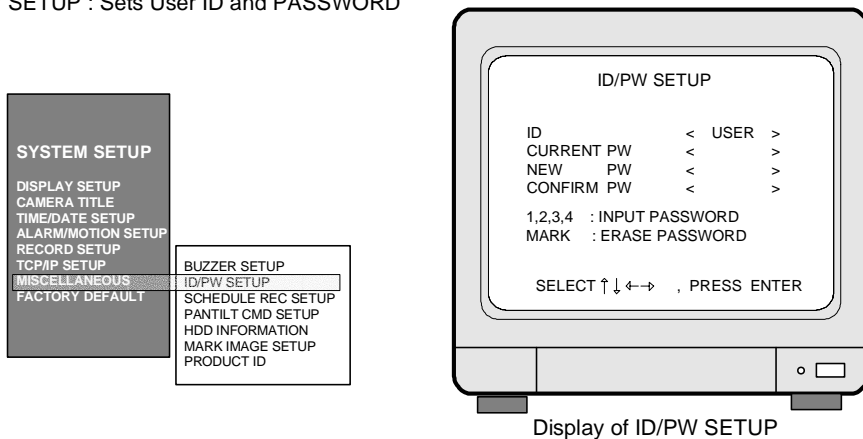 SETUP : Sets User ID and PASSWORD
SYSTEM SETUP
DISPLAY SETUP
CAMERA TITLE
TIME/DATE SETUP
ALARM/MOTION SETUP
RECORD SETUP
TCP/IP SETUP
MISCELLANEOUS
FACTORY DEFAULT
BUZZER SETUP
ID/PW SETUP
SCHEDULE REC SETUP
PANTILT CMD SETUP
HDD INFORMATION
MARK IMAGE SETUP
PRODUCT ID
ID/PW SETUP
ID < USER >
CURRENT PW < >
NEW PW < >
CONFIRM PW < >
1,2,3,4 : INPUT PASSWORD
MARK : ERASE PASSWORD
SELECT ↑↓←→ , PRESS ENTER
Display of ID/PW SETUP